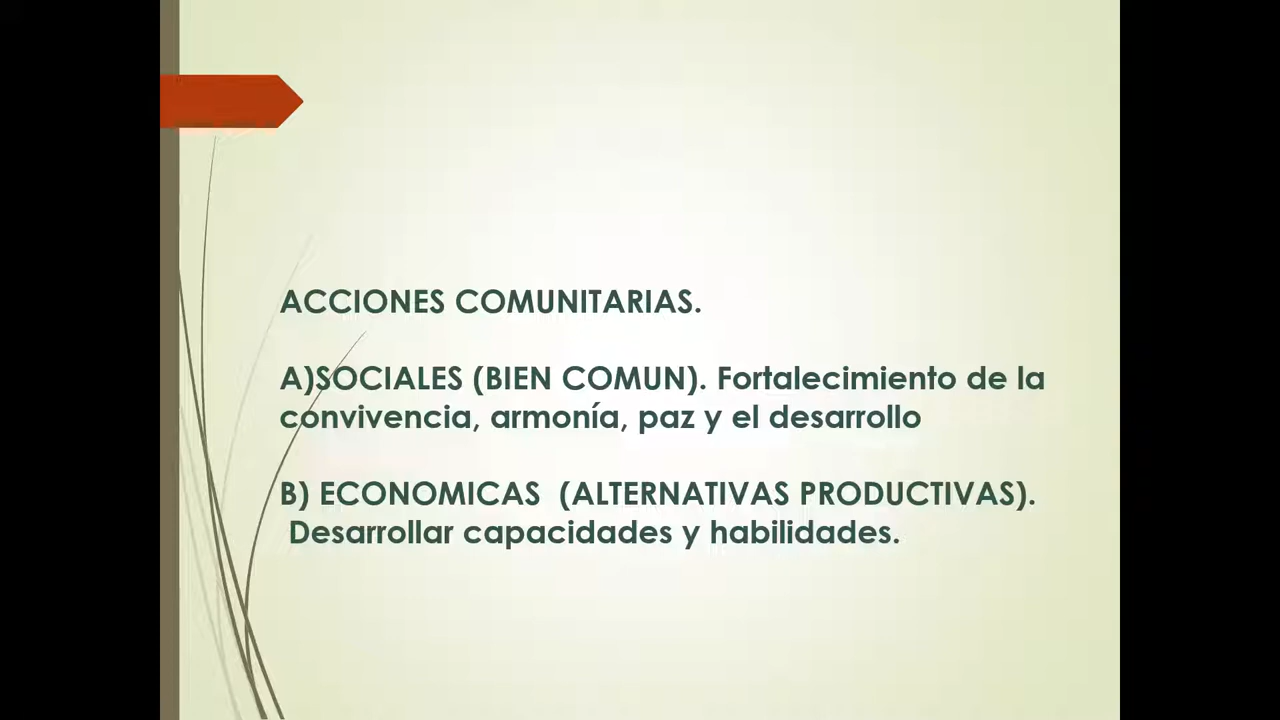 ACCIONES COMUNITARIAS.
A)SOCIALES (BIEN COMUN). Fortalecimiento de la
convivencia, armonía, paz y el desarrollo
B) ECONOMICAS  (ALTERNATIVAS PRODUCTIVAS).
Desarrollar capacidades y habilidades.